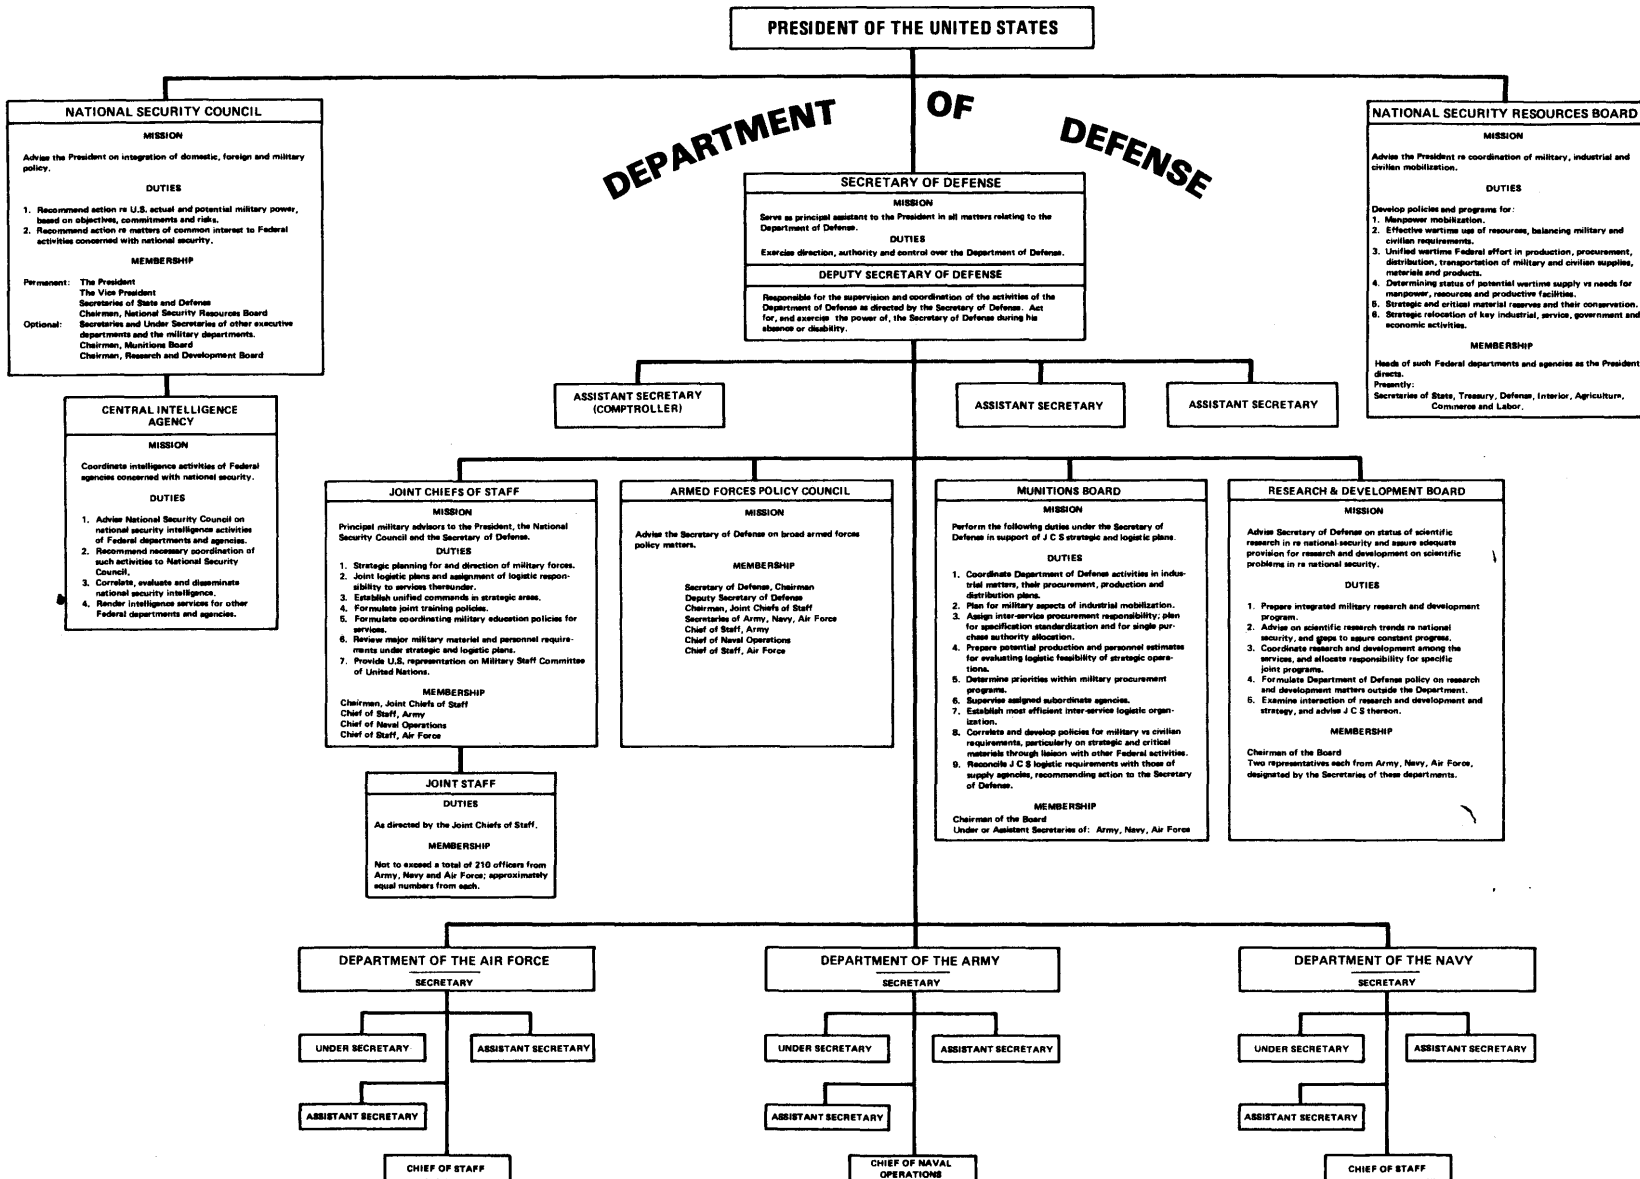 PRESIDENT OF THE UNITED STATES
DEPARTMENT OF DEFENSE
NATIONAL SECURITY COUNCIL
MISSION
Advise the President on integration of domestic, foreign and military
policy.
DUTIES
1. Recommend action re U.S. actual and potential military power,
based on objectives, commitments and risks.
2. Recommend action re matters of common interest to Federal
activities concerned with national security.
MEMBERSHIP
Permanent: The President
The Vice President
Secretaries of State and Defense
Chairman, National Security Resources Board
Optional: Secretaries and Under Secretaries of other executive
departments and the military departments.
Chairman, Munitions Board
Chairman, Research and Development Board
CENTRAL INTELLIGENCE
AGENCY
MISSION
Coordinate intelligence activities of Federal
agencies concerned with national security.
DUTIES
1. Advise National Security Council on
national security intelligence activities
of Federal departments and agencies.
2. Recommend necessary coordination of
such activities to National Security
Council.
3. Correlate, evaluate and disseminate
national security intelligence.
4. Render intelligence services for other
Federal departments and agencies.
SECRETARY OF DEFENSE
MISSION
Serve as principal assistant to the President in all matters relating to the
Department of Defense.
DUTIES
Exercise direction, authority and control over the Department of Defense.
DEPUTY SECRETARY OF DEFENSE
Responsible for the supervision and coordination of the activities of the
Department of Defense as directed by the Secretary of Defense. Act
for, and exercise the power of, the Secretary of Defense during his
absence or disability.
NATIONAL SECURITY RESOURCES BOARD
MISSION
Advise the President re coordination of military, industrial and
civilian mobilization.
DUTIES
Develop policies and programs for:
1. Manpower mobilization.
2. Effective wartime use of resources, balancing military and
civilian requirements.
3. Unified wartime Federal effort in production, procurement,
distribution, transportation of military and civilian supplies,
materials and products.
4. Determining status of potential wartime supply vs needs for
manpower, resources and productive facilities.
5. Strategic and critical material reserves and their conservation.
6. Strategic relocation of key industrial, service, government and
economic activities.
MEMBERSHIP
Heads of such Federal departments and agencies as the President
directs.
Presently:
Secretaries of State, Treasury, Defense, Interior, Agriculture,
Commerce and Labor.
ASSISTANT SECRETARY
(COMPTROLLER)
ASSISTANT SECRETARY
ASSISTANT SECRETARY
JOINT CHIEFS OF STAFF
MISSION
Principal military advisors to the President, the National
Security Council and the Secretary of Defense.
DUTIES
1. Strategic planning for and direction of military forces.
2. Joint logistic plans and assignment of logistic respon-
sibility to services thereunder.
3. Establish unified commands in strategic areas.
4. Formulate joint training policies.
5. Formulate coordinating military education policies for
services.
6. Review major military materiel and personnel require-
ments under strategic and logistic plans.
7. Provide U.S. representation on Military Staff Committee
of United Nations.
MEMBERSHIP
Chairman, Joint Chiefs of Staff
Chief of Staff, Army
Chief of Naval Operations
Chief of Staff, Air Force
JOINT STAFF
DUTIES
As directed by the Joint Chiefs of Staff.
MEMBERSHIP
Not to exceed a total of 210 officers from
Army, Navy and Air Force; approximately
equal numbers from each.
ARMED FORCES POLICY COUNCIL
MISSION
Advise the Secretary of Defense on broad armed forces
policy matters.
MEMBERSHIP
Secretary of Defense, Chairman
Deputy Secretary of Defense
Chairman, Joint Chiefs of Staff
Secretaries of Army, Navy, Air Force
Chief of Staff, Army
Chief of Naval Operations
Chief of Staff, Air Force
MUNITIONS BOARD
MISSION
Perform the following duties under the Secretary of
Defense in support of J C S strategic and logistic plans.
DUTIES
1. Coordinate Department of Defense activities in indus-
trial matters, their procurement, production and
distribution plans.
2. Plan for military aspects of industrial mobilization.
3. Assign inter-service procurement responsibility; plan
for specification standardization and for single pur-
chase authority allocation.
4. Prepare potential production and personnel estimates
for evaluating logistic feasibility of strategic opera-
tions.
5. Determine priorities within military procurement
programs.
6. Supervise assigned subordinate agencies.
7. Establish most efficient inter-service logistic organ-
ization.
8. Correlate and develop policies for military vs civilian
requirements, particularly on strategic and critical
materials through liaison with other Federal activities.
9. Reconcile J C S logistic requirements with those of
supply agencies, recommending action to the Secretary
of Defense.
MEMBERSHIP
Chairman of the Board
Under or Assistant Secretaries of: Army, Navy, Air Force
RESEARCH & DEVELOPMENT BOARD
MISSION
Advise Secretary of Defense on status of scientific
research in re national security and assure adequate
provision for research and development on scientific
problems in re national security.
DUTIES
1. Prepare integrated military research and development
program.
2. Advise on scientific research trends re national
security, and steps to assure constant progress.
3. Coordinate research and development among the
services, and allocate responsibility for specific
joint programs.
4. Formulate Department of Defense policy on research
and development matters outside the Department.
5. Examine interaction of research and development and
strategy, and advise J C S thereon.
MEMBERSHIP
Chairman of the Board
Two representatives each from Army, Navy, Air Force,
designated by the Secretaries of these departments.
DEPARTMENT OF THE AIR FORCE
SECRETARY
UNDER SECRETARY
ASSISTANT SECRETARY
ASSISTANT SECRETARY
CHIEF OF STAFF
DEPARTMENT OF THE ARMY
SECRETARY
UNDER SECRETARY
ASSISTANT SECRETARY
ASSISTANT SECRETARY
CHIEF OF NAVAL
OPERATIONS
DEPARTMENT OF THE NAVY
SECRETARY
UNDER SECRETARY
ASSISTANT SECRETARY
ASSISTANT SECRETARY
CHIEF OF STAFF